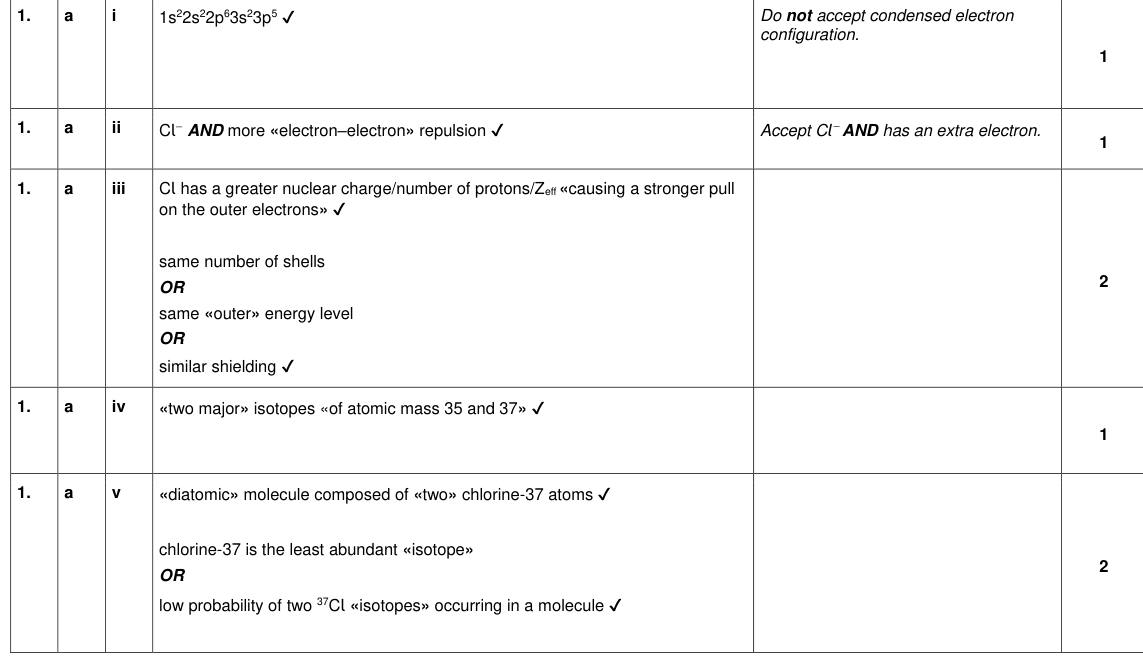 1. a i 1s²2s²2p⁶3s²3p⁵ ✓ Do not accept condensed electron
configuration.
1
1. a ii Cl⁻ AND more «electron–electron» repulsion ✓ Accept Cl⁻ AND has an extra electron.
1
1. a iii Cl has a greater nuclear charge/number of protons/Zeff «causing a stronger pull
on the outer electrons» ✓
same number of shells
OR
same «outer» energy level
OR
similar shielding ✓
2
1. a iv «two major» isotopes «of atomic mass 35 and 37» ✓
1
1. a v «diatomic» molecule composed of «two» chlorine-37 atoms ✓
chlorine-37 is the least abundant «isotope»
OR
low probability of two ³⁷Cl «isotopes» occurring in a molecule ✓
2